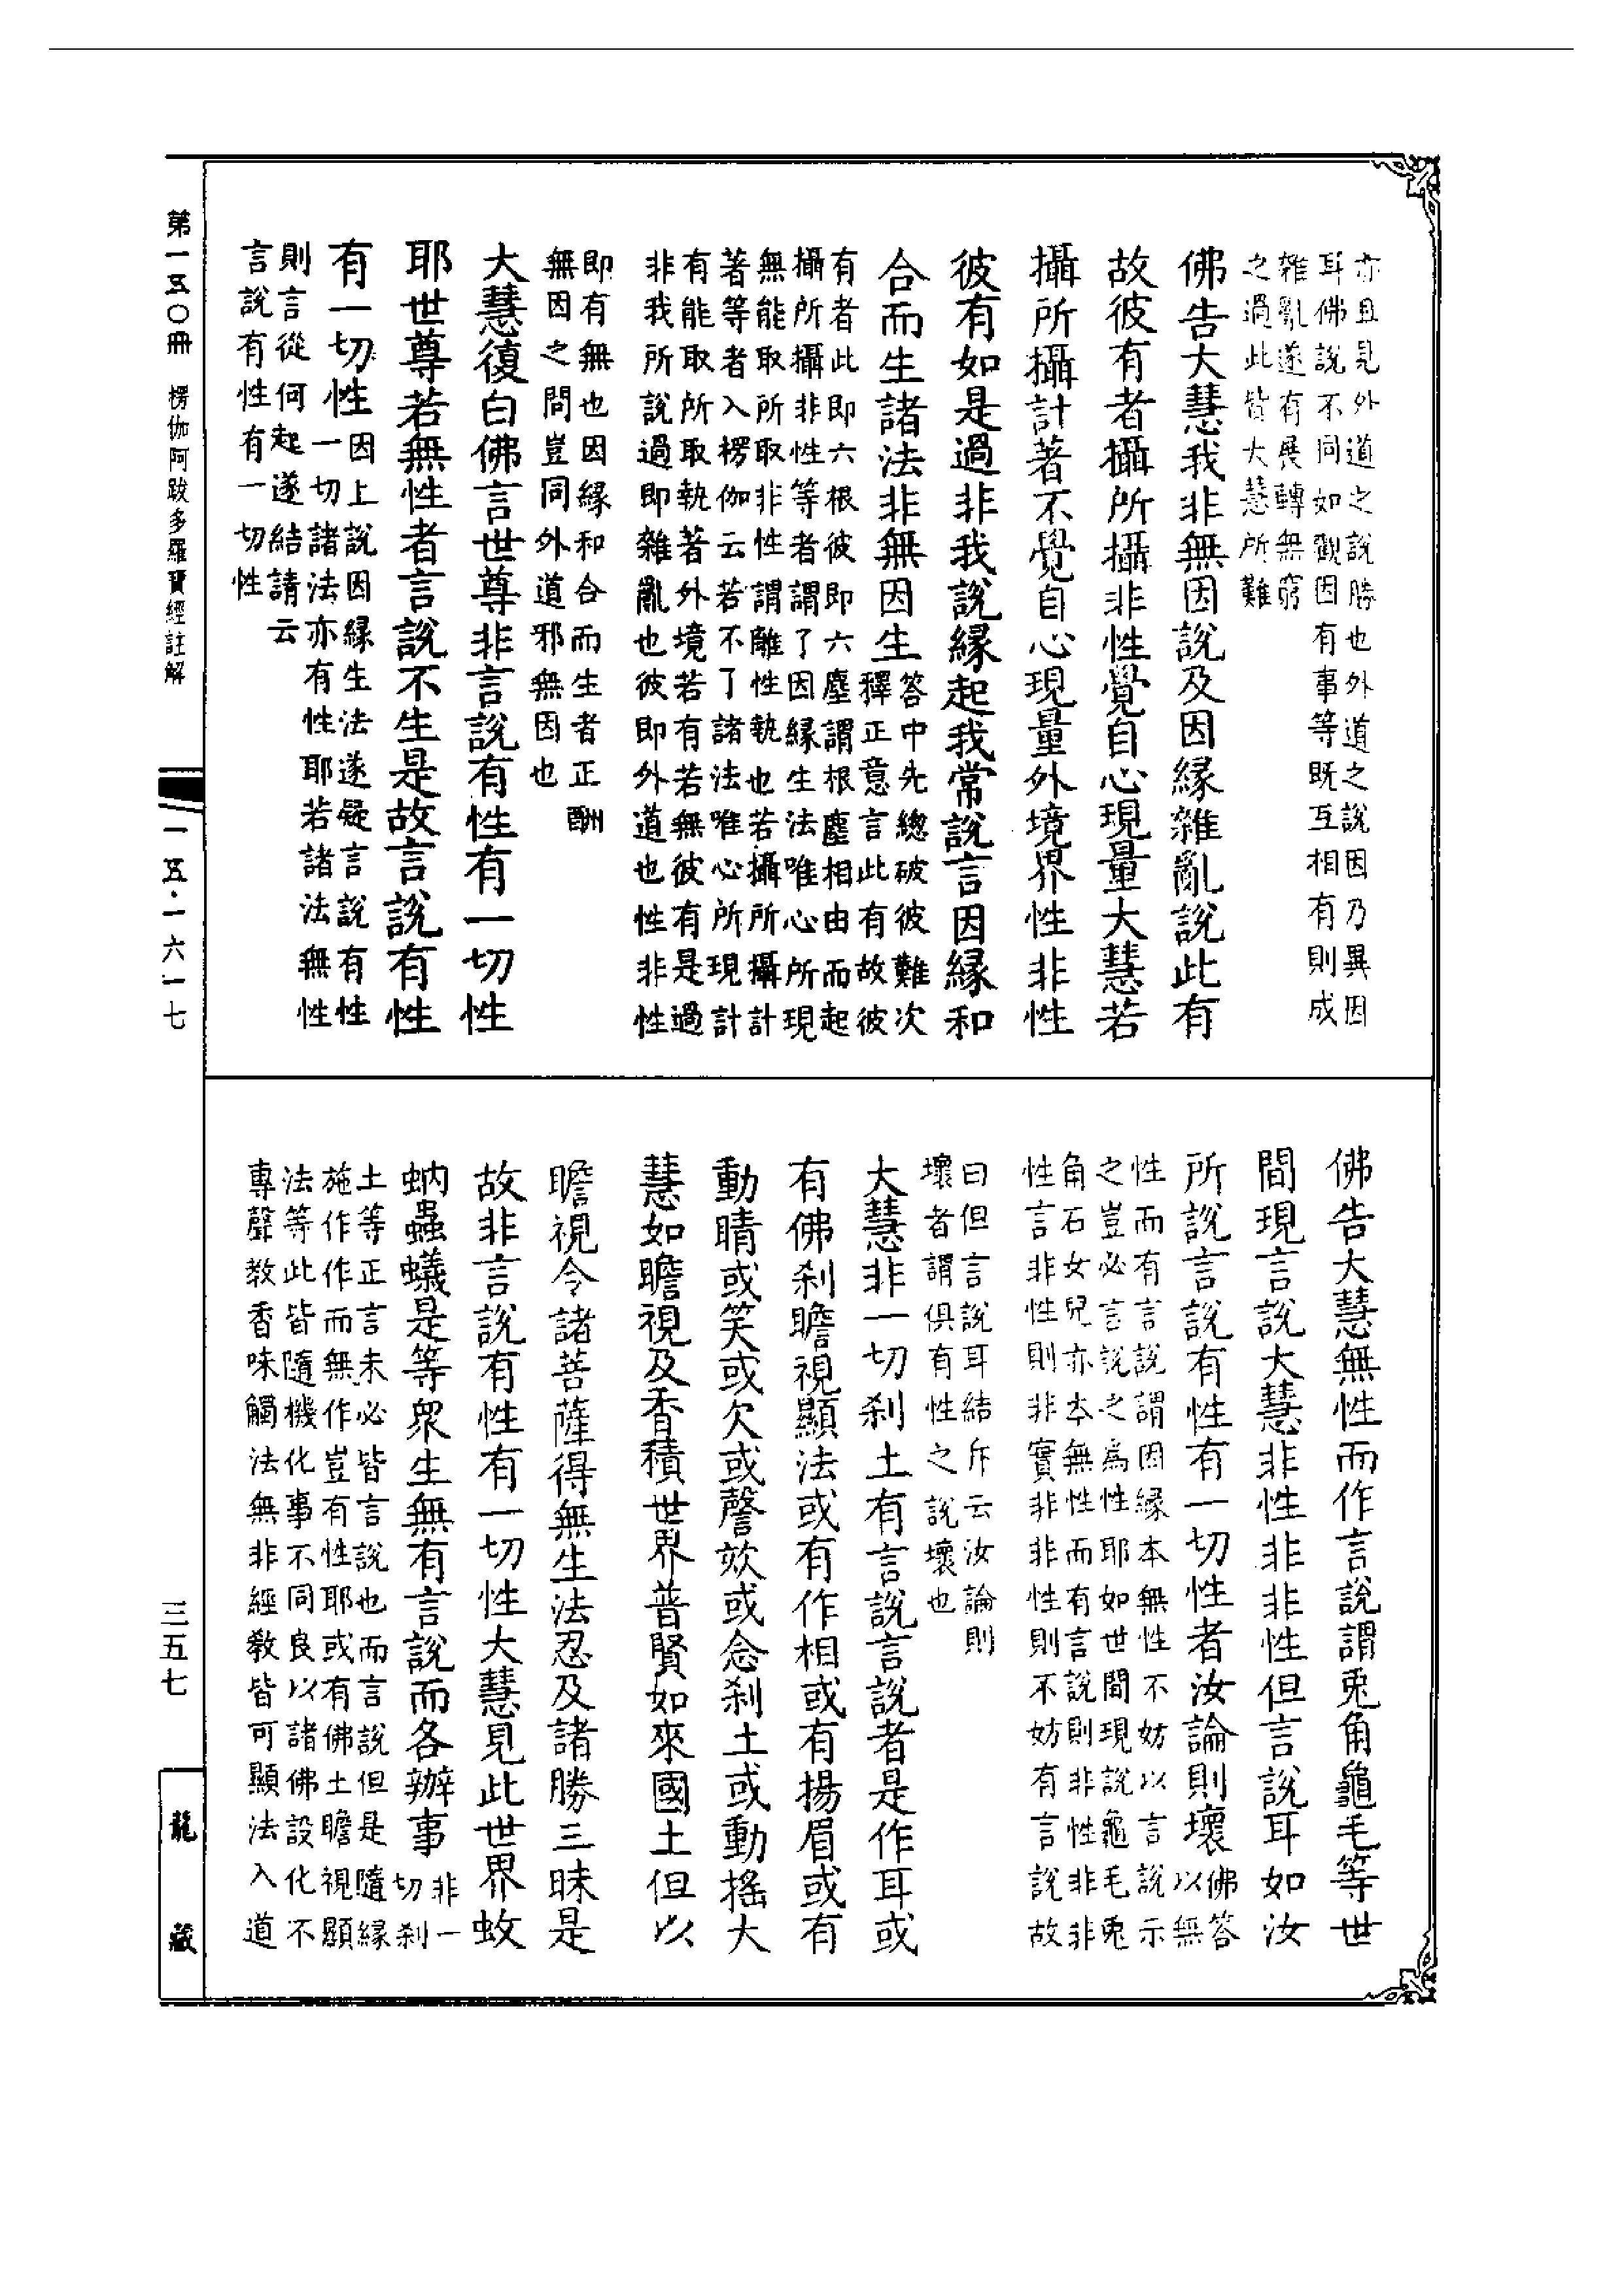 亦且見外道之說勝也外道之說因乃異因
耳佛說不同如觀因有事等既互相有則成
雜亂遂有展轉無窮
之過此皆大慧所難
佛告大慧我非無因說及因緣雜亂說此有
故彼有者攝所攝非性覺自心現量大慧若
攝所攝計著不覺自心現量外境界性非性
彼有如是過非我說緣起我常說言因緣和
合而生諸法非無因生
答中先總破彼難次
釋正意言此有故彼
有者此即六根彼即六塵謂根塵相由而起
攝所攝非性等者謂了因緣生法唯心所現
無能取所取非性謂離性執也若攝所攝計
著等者入楞伽云若不了諸法唯心所現計
有能取所取執著外境若有若無彼有是過
非我所說過即雜亂也彼即外道也性非性
即有無也因緣和合而生者正酬
無因之問豈同外道邪無因也
大慧復白佛言世尊非言說有性有一切性
耶世尊若無性者言說不生是故言說有性
有一切性
因上說因緣生法遂疑言說有性
一切諸法亦有性耶若諸法無性
則言從何起遂結請云
言說有性有一切性
佛告大慧無性而作言說謂兎角龜毛等世
間現言說大慧非性非非性但言說耳如汝
所說言說有性有一切性者汝論則壞
佛答
以無
性而有言說謂因緣本無性不妨以言說示
之豈必言說之為性耶如世間現說龜毛兎
角石女兒亦本無性而有言說則非性非非
性言非性則非實非非性則不妨有言說故
曰但言說耳結斥云汝論則
壞者謂俱有性之說壞也
大慧非一切刹土有言說言說者是作耳或
有佛刹瞻視顯法或有作相或有揚眉或有
動睛或笑或欠或謦欬或念刹土或動搖大
慧如瞻視及香積世界普賢如來國土但以
瞻視令諸菩薩得無生法忍及諸勝三昧是
故非言說有性有一切性大慧見此世界蚊
蚋蟲蟻是等衆生無有言說而各辦事
非一
切刹
土等正言未必皆言說也而言說但是隨緣
施作作而無作豈有性耶或有佛土瞻視顯
法等此皆隨機化事不同良以諸佛設化不
專聲教香味觸法無非經教皆可顯法入道
第一五〇冊　楞伽阿跋多羅寶經註解
一五·一六一七
三五七
龍藏